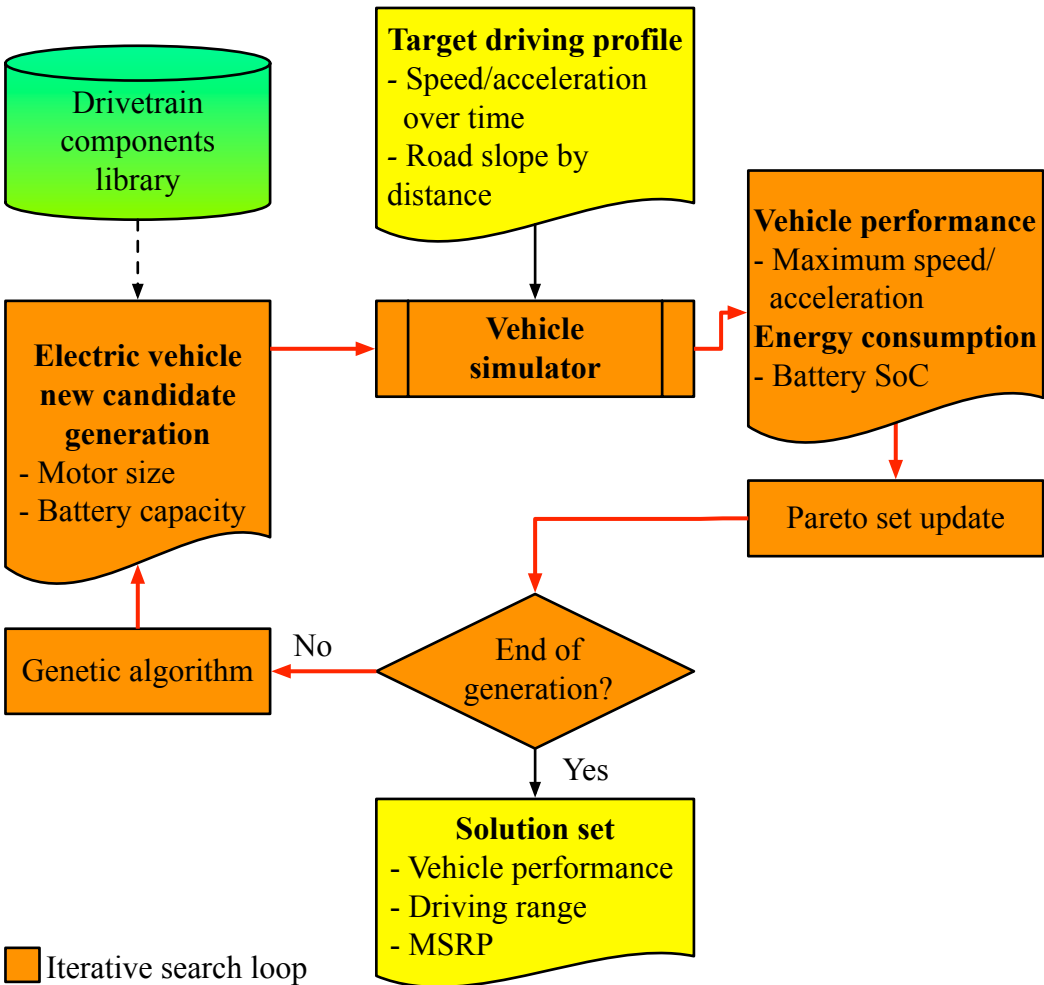 Drivetrain
components
library
Target driving profile
- Speed/acceleration
over time
- Road slope by
distance
Electric vehicle
new candidate
generation
- Motor size
- Battery capacity
Vehicle
simulator
Vehicle performance
- Maximum speed/
acceleration
Energy consumption
- Battery SoC
Pareto set update
End of
generation?
No
Genetic algorithm
Yes
Solution set
- Vehicle performance
- Driving range
- MSRP
Iterative search loop